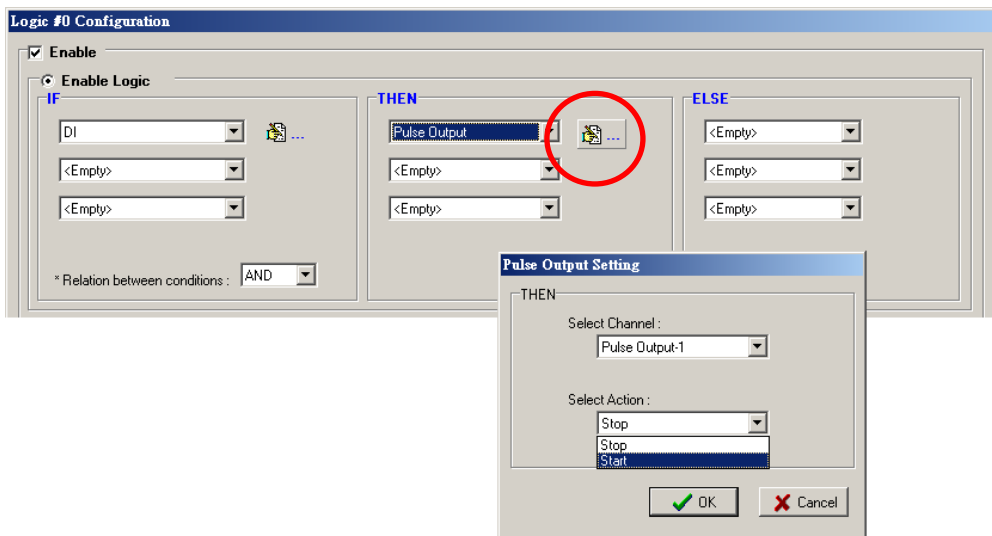 Logic #0 Configuration
Enable
Enable Logic
IF
DI
...
<Empty>
<Empty>
* Relation between conditions :
AND
THEN
Pulse Output
...
<Empty>
<Empty>
ELSE
<Empty>
<Empty>
<Empty>
Pulse Output Setting
THEN
Select Channel :
Pulse Output-1
Select Action :
Stop
Stop
Start
OK
Cancel